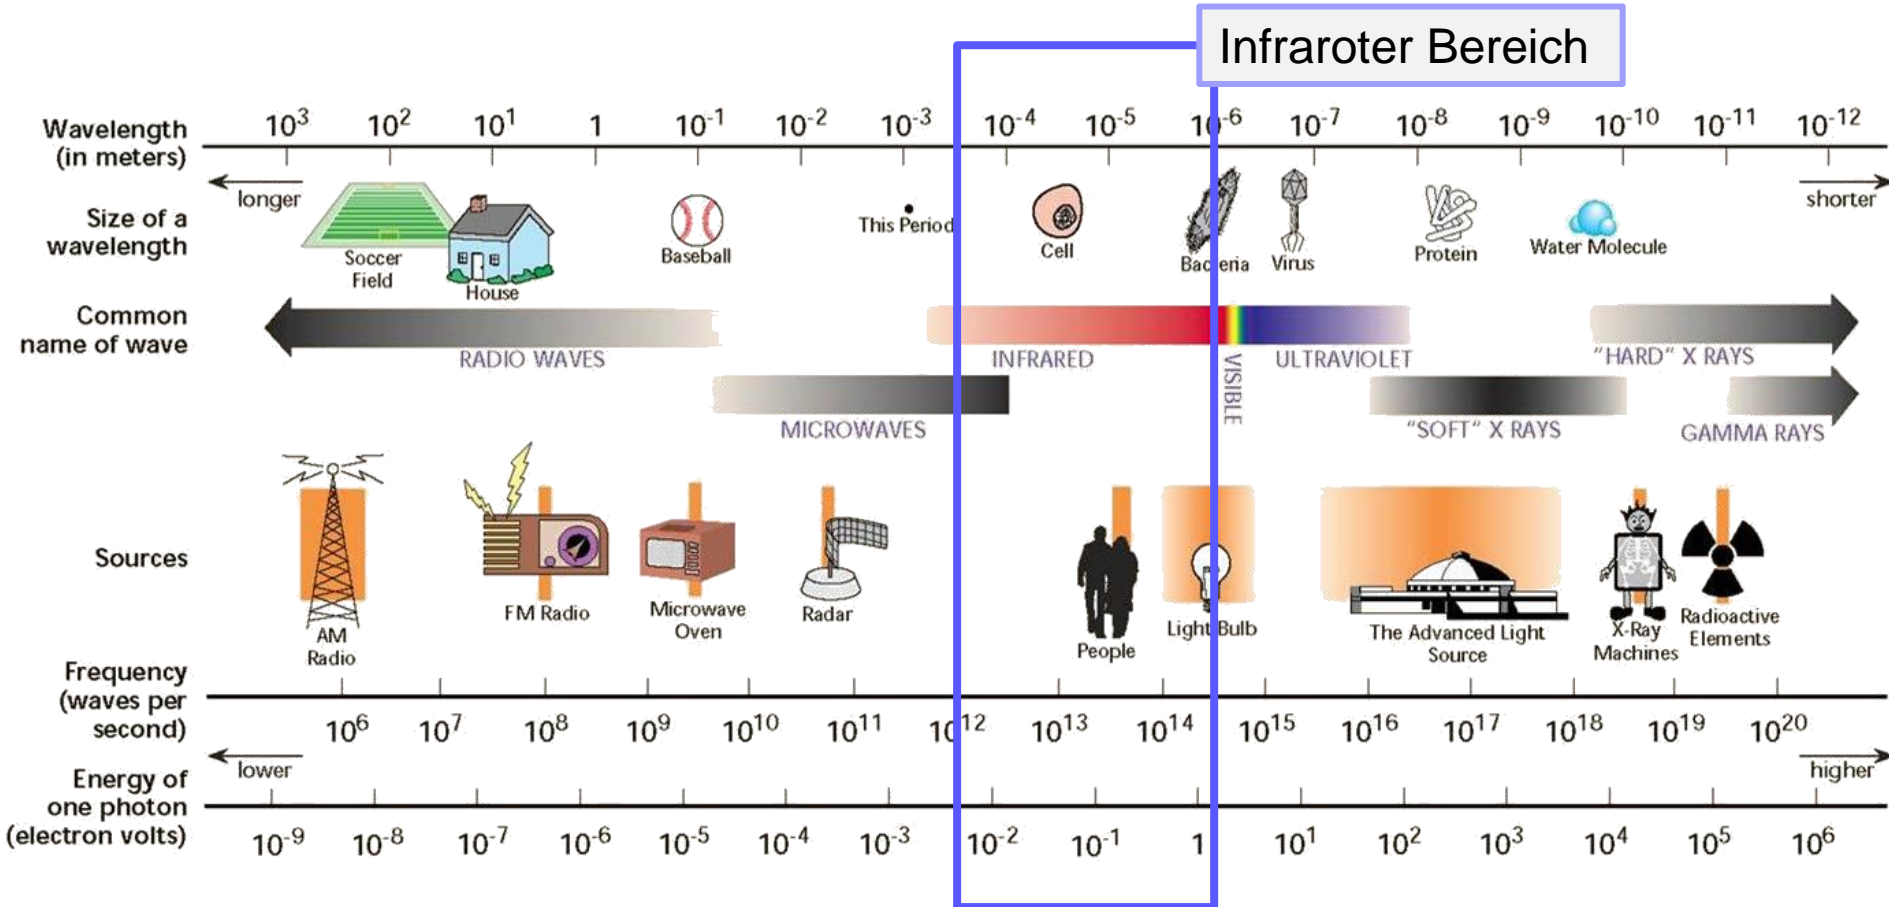 Infraroter Bereich
Wavelength
(in meters)
10³ 10² 10¹ 1 10⁻¹ 10⁻² 10⁻³ 10⁻⁴ 10⁻⁵ 10⁻⁶ 10⁻⁷ 10⁻⁸ 10⁻⁹ 10⁻¹⁰ 10⁻¹¹ 10⁻¹²
longer
shorter
Size of a
wavelength
Soccer
Field
House
Baseball
This Period
Cell
Bacteria
Virus
Protein
Water Molecule
Common
name of wave
RADIO WAVES
INFRARED
VISIBLE
ULTRAVIOLET
"HARD" X RAYS
MICROWAVES
"SOFT" X RAYS
GAMMA RAYS
Sources
AM
Radio
FM Radio
Microwave
Oven
Radar
People
Light Bulb
The Advanced Light
Source
X-Ray
Machines
Radioactive
Elements
Frequency
(waves per
second)
10⁶ 10⁷ 10⁸ 10⁹ 10¹⁰ 10¹¹ 10¹² 10¹³ 10¹⁴ 10¹⁵ 10¹⁶ 10¹⁷ 10¹⁸ 10¹⁹ 10²⁰
lower
higher
Energy of
one photon
(electron volts)
10⁻⁹ 10⁻⁸ 10⁻⁷ 10⁻⁶ 10⁻⁵ 10⁻⁴ 10⁻³ 10⁻² 10⁻¹ 1 10¹ 10² 10³ 10⁴ 10⁵ 10⁶